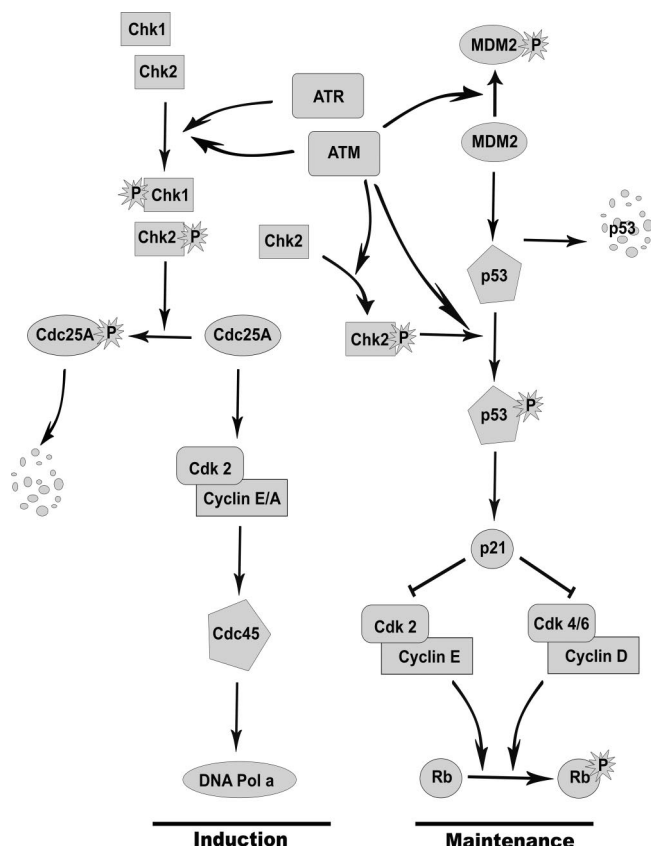 Chk1
Chk2
ATR
ATM
MDM2 P
MDM2
P Chk1
Chk2 P
Chk2
p53
p53
Cdc25A P
Cdc25A
Chk2 P
p53 P
Cdk 2
Cyclin E/A
p21
Cdc45
Cdk 2
Cyclin E
Cdk 4/6
Cyclin D
DNA Pol a
Rb
Rb P
Induction
Maintenance